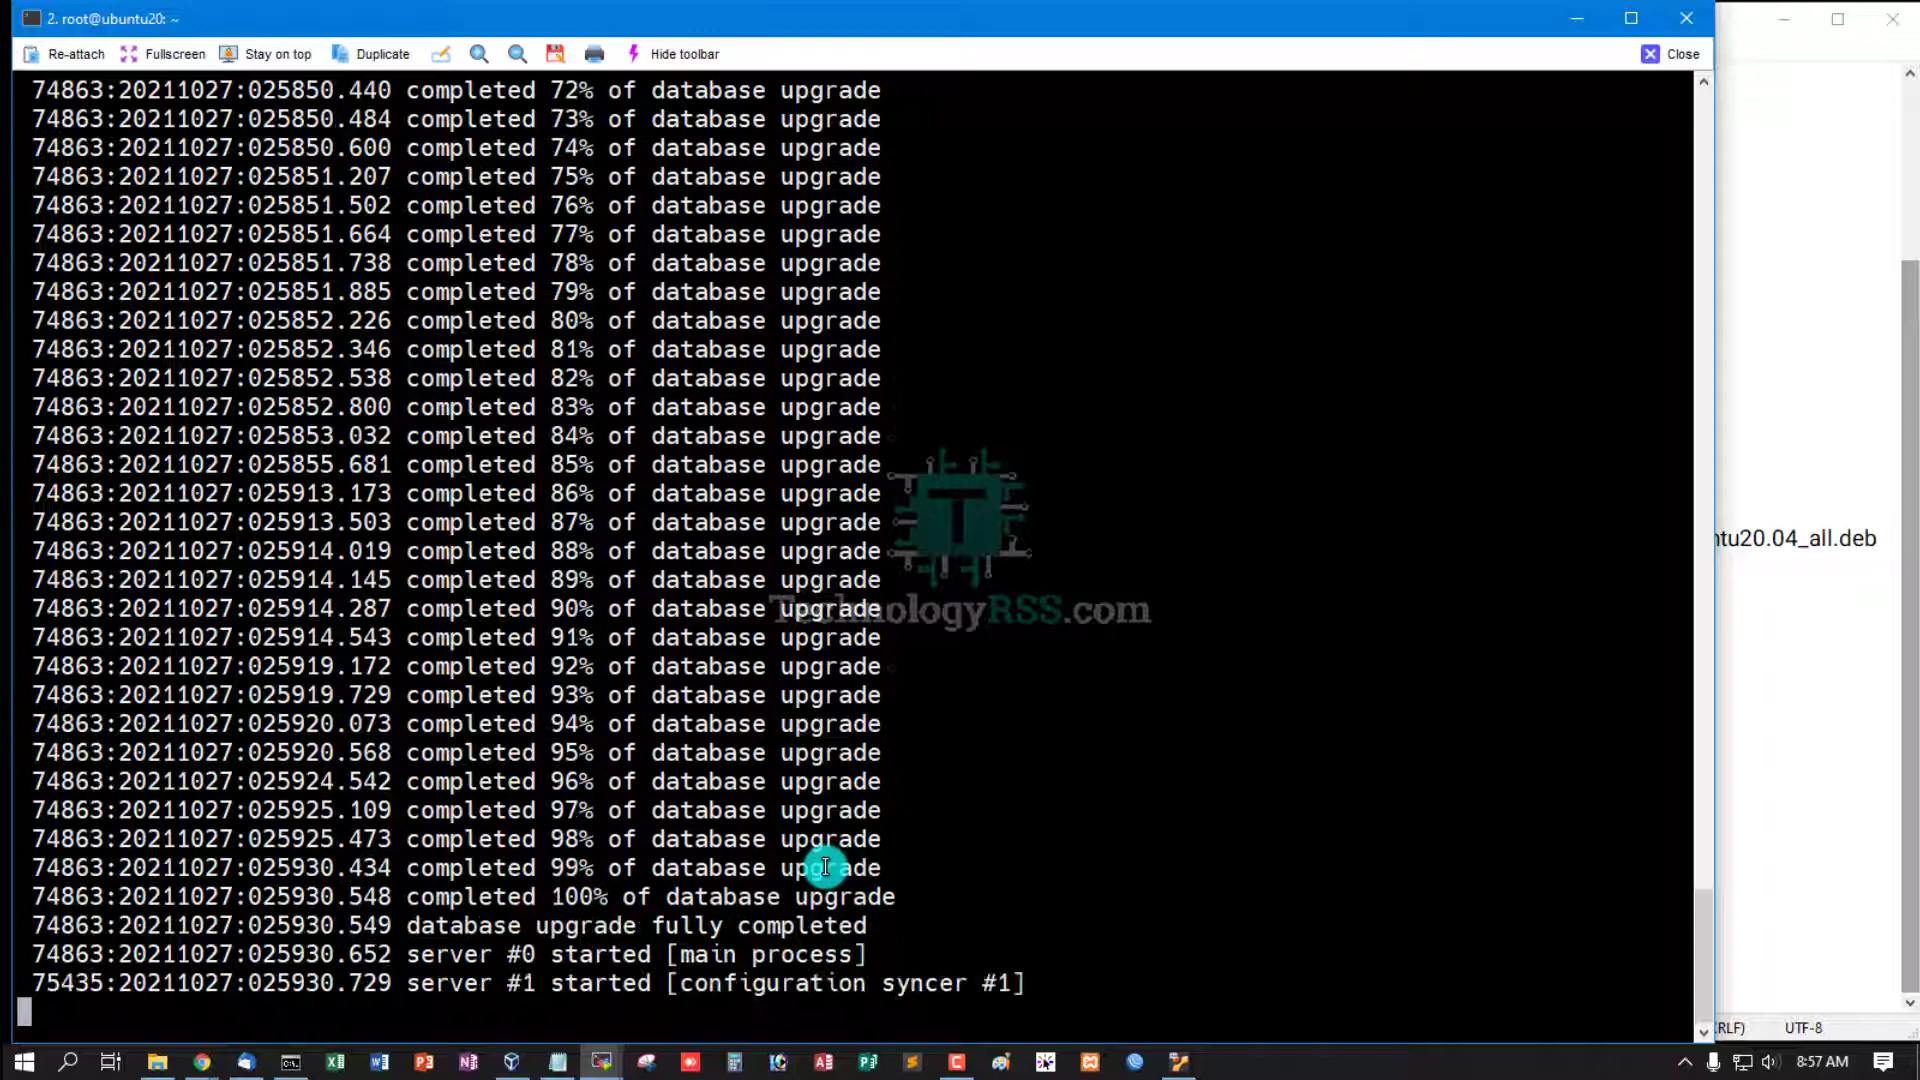 2. root@ubuntu20: ~
Re-attach Fullscreen Stay on top Duplicate Hide toolbar Close
74863:20211027:025850.440 completed 72% of database upgrade
74863:20211027:025850.484 completed 73% of database upgrade
74863:20211027:025850.600 completed 74% of database upgrade
74863:20211027:025851.207 completed 75% of database upgrade
74863:20211027:025851.502 completed 76% of database upgrade
74863:20211027:025851.664 completed 77% of database upgrade
74863:20211027:025851.738 completed 78% of database upgrade
74863:20211027:025851.885 completed 79% of database upgrade
74863:20211027:025852.226 completed 80% of database upgrade
74863:20211027:025852.346 completed 81% of database upgrade
74863:20211027:025852.538 completed 82% of database upgrade
74863:20211027:025852.800 completed 83% of database upgrade
74863:20211027:025853.032 completed 84% of database upgrade
74863:20211027:025855.681 completed 85% of database upgrade
74863:20211027:025913.173 completed 86% of database upgrade
74863:20211027:025913.503 completed 87% of database upgrade
74863:20211027:025914.019 completed 88% of database upgrade
74863:20211027:025914.145 completed 89% of database upgrade
74863:20211027:025914.287 completed 90% of database upgrade
74863:20211027:025914.543 completed 91% of database upgrade
74863:20211027:025919.172 completed 92% of database upgrade
74863:20211027:025919.729 completed 93% of database upgrade
74863:20211027:025920.073 completed 94% of database upgrade
74863:20211027:025920.568 completed 95% of database upgrade
74863:20211027:025924.542 completed 96% of database upgrade
74863:20211027:025925.109 completed 97% of database upgrade
74863:20211027:025925.473 completed 98% of database upgrade
74863:20211027:025930.434 completed 99% of database upgrade
74863:20211027:025930.548 completed 100% of database upgrade
74863:20211027:025930.549 database upgrade fully completed
74863:20211027:025930.652 server #0 started [main process]
75435:20211027:025930.729 server #1 started [configuration syncer #1]
T
TechnologyRSS.com
ntu20.04_all.deb
RLF) UTF-8
8:57 AM